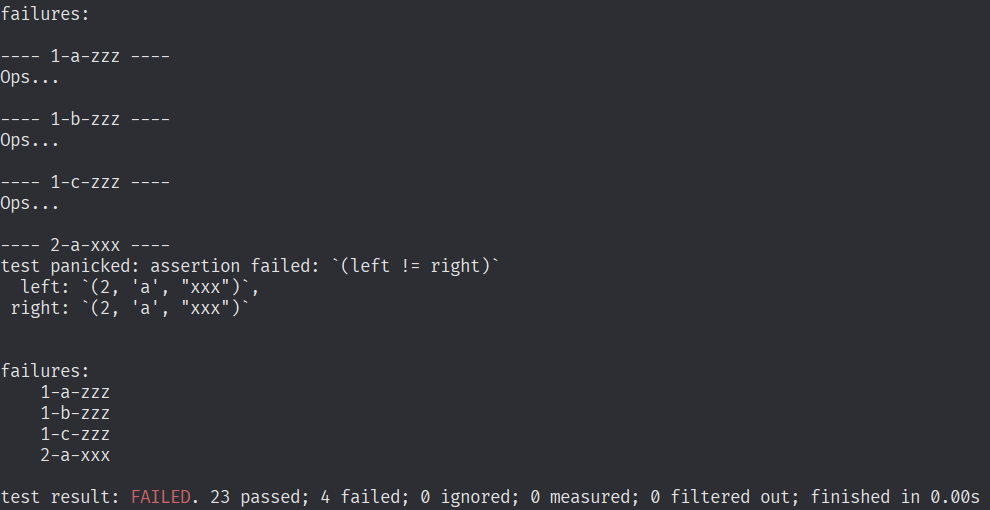 failures:
---- 1-a-zzz ----
Ops...
---- 1-b-zzz ----
Ops...
---- 1-c-zzz ----
Ops...
---- 2-a-xxx ----
test panicked: assertion failed: `(left != right)`
  left: `(2, 'a', "xxx")`,
 right: `(2, 'a', "xxx")`
failures:
    1-a-zzz
    1-b-zzz
    1-c-zzz
    2-a-xxx
test result: FAILED. 23 passed; 4 failed; 0 ignored; 0 measured; 0 filtered out; finished in 0.00s